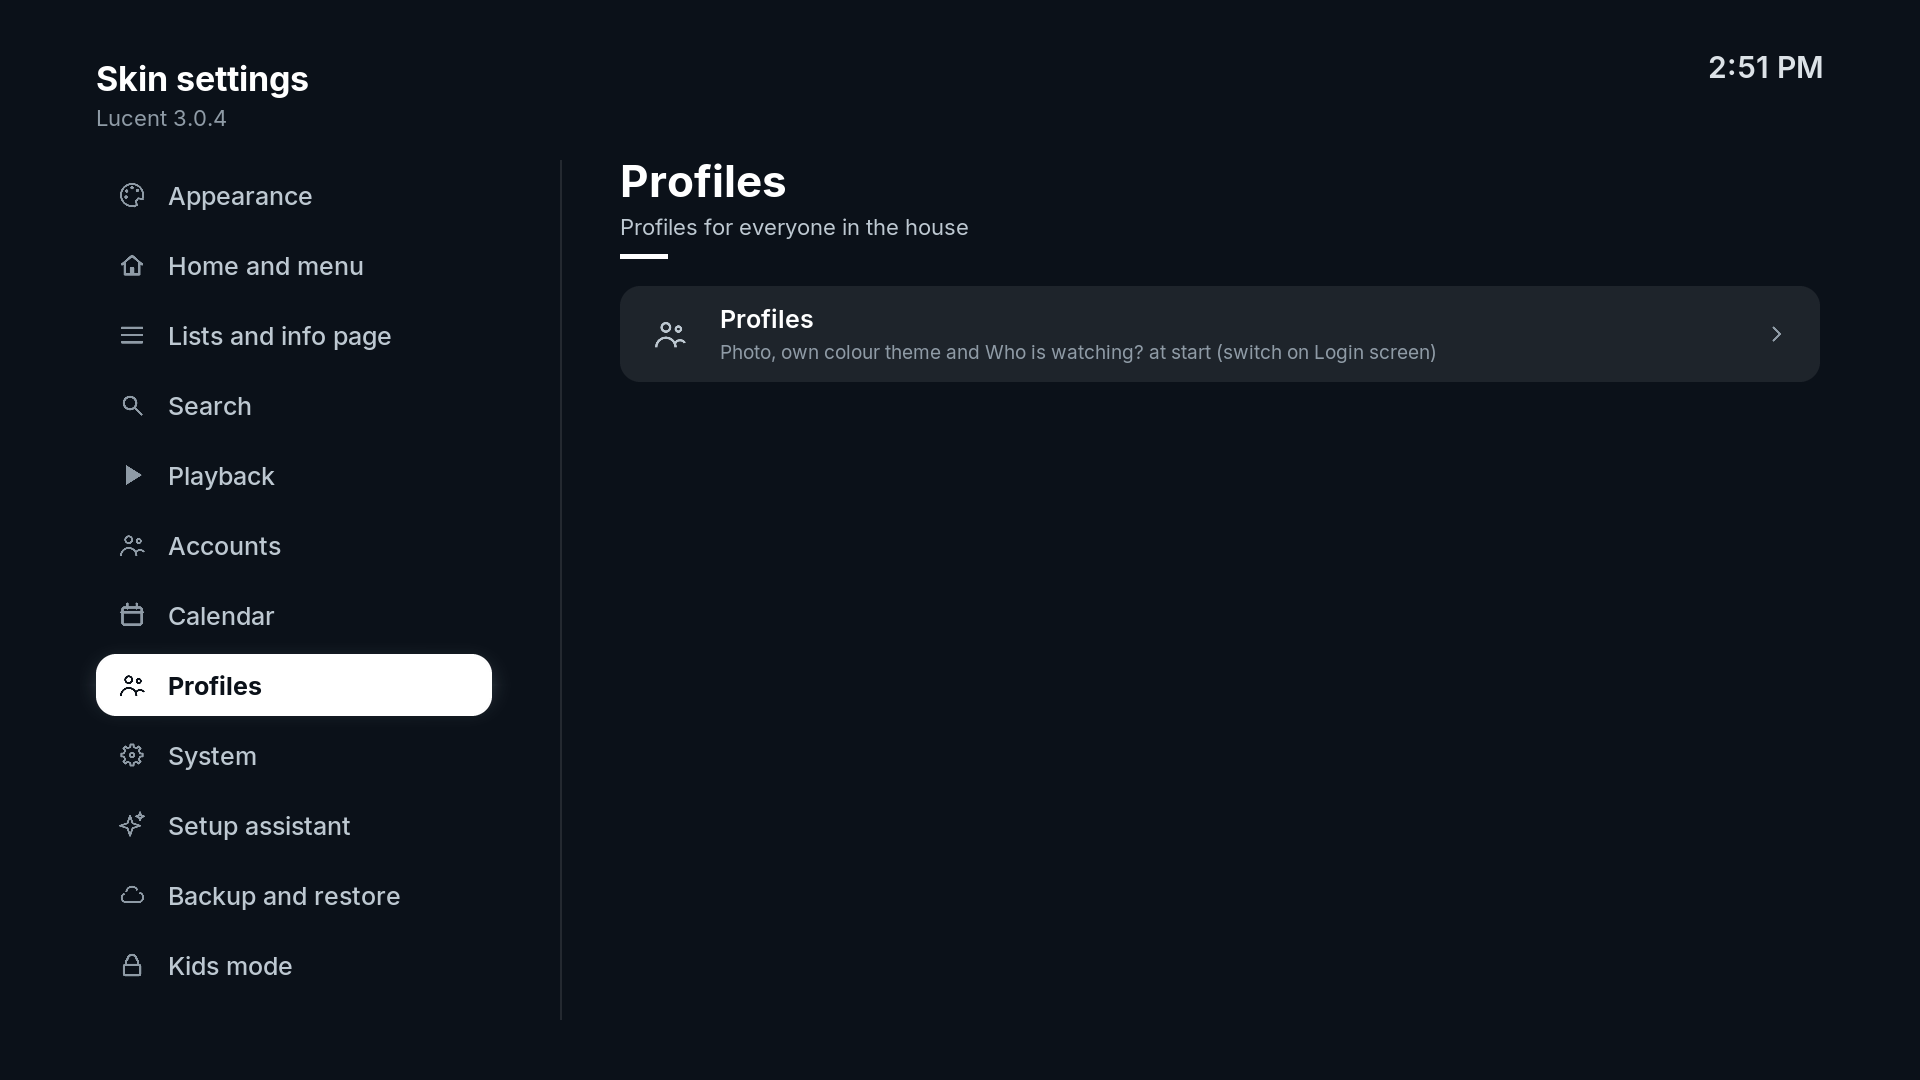 Skin settings
Lucent 3.0.4
2:51 PM
Appearance
Home and menu
Lists and info page
Search
Playback
Accounts
Calendar
Profiles
System
Setup assistant
Backup and restore
Kids mode
Profiles
Profiles for everyone in the house
Profiles
Photo, own colour theme and Who is watching? at start (switch on Login screen)